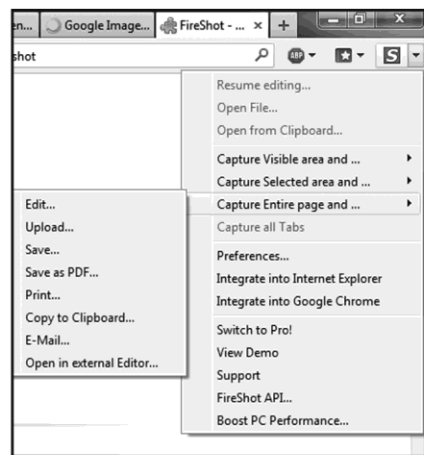 en... Google Image... FireShot - ... × +
shot ABP S
Resume editing...
Open File...
Open from Clipboard...
Capture Visible area and ...
Capture Selected area and ...
Capture Entire page and ...
Capture all Tabs
Preferences...
Integrate into Internet Explorer
Integrate into Google Chrome
Switch to Pro!
View Demo
Support
FireShot API...
Boost PC Performance...
Edit...
Upload...
Save...
Save as PDF...
Print...
Copy to Clipboard...
E-Mail...
Open in external Editor...